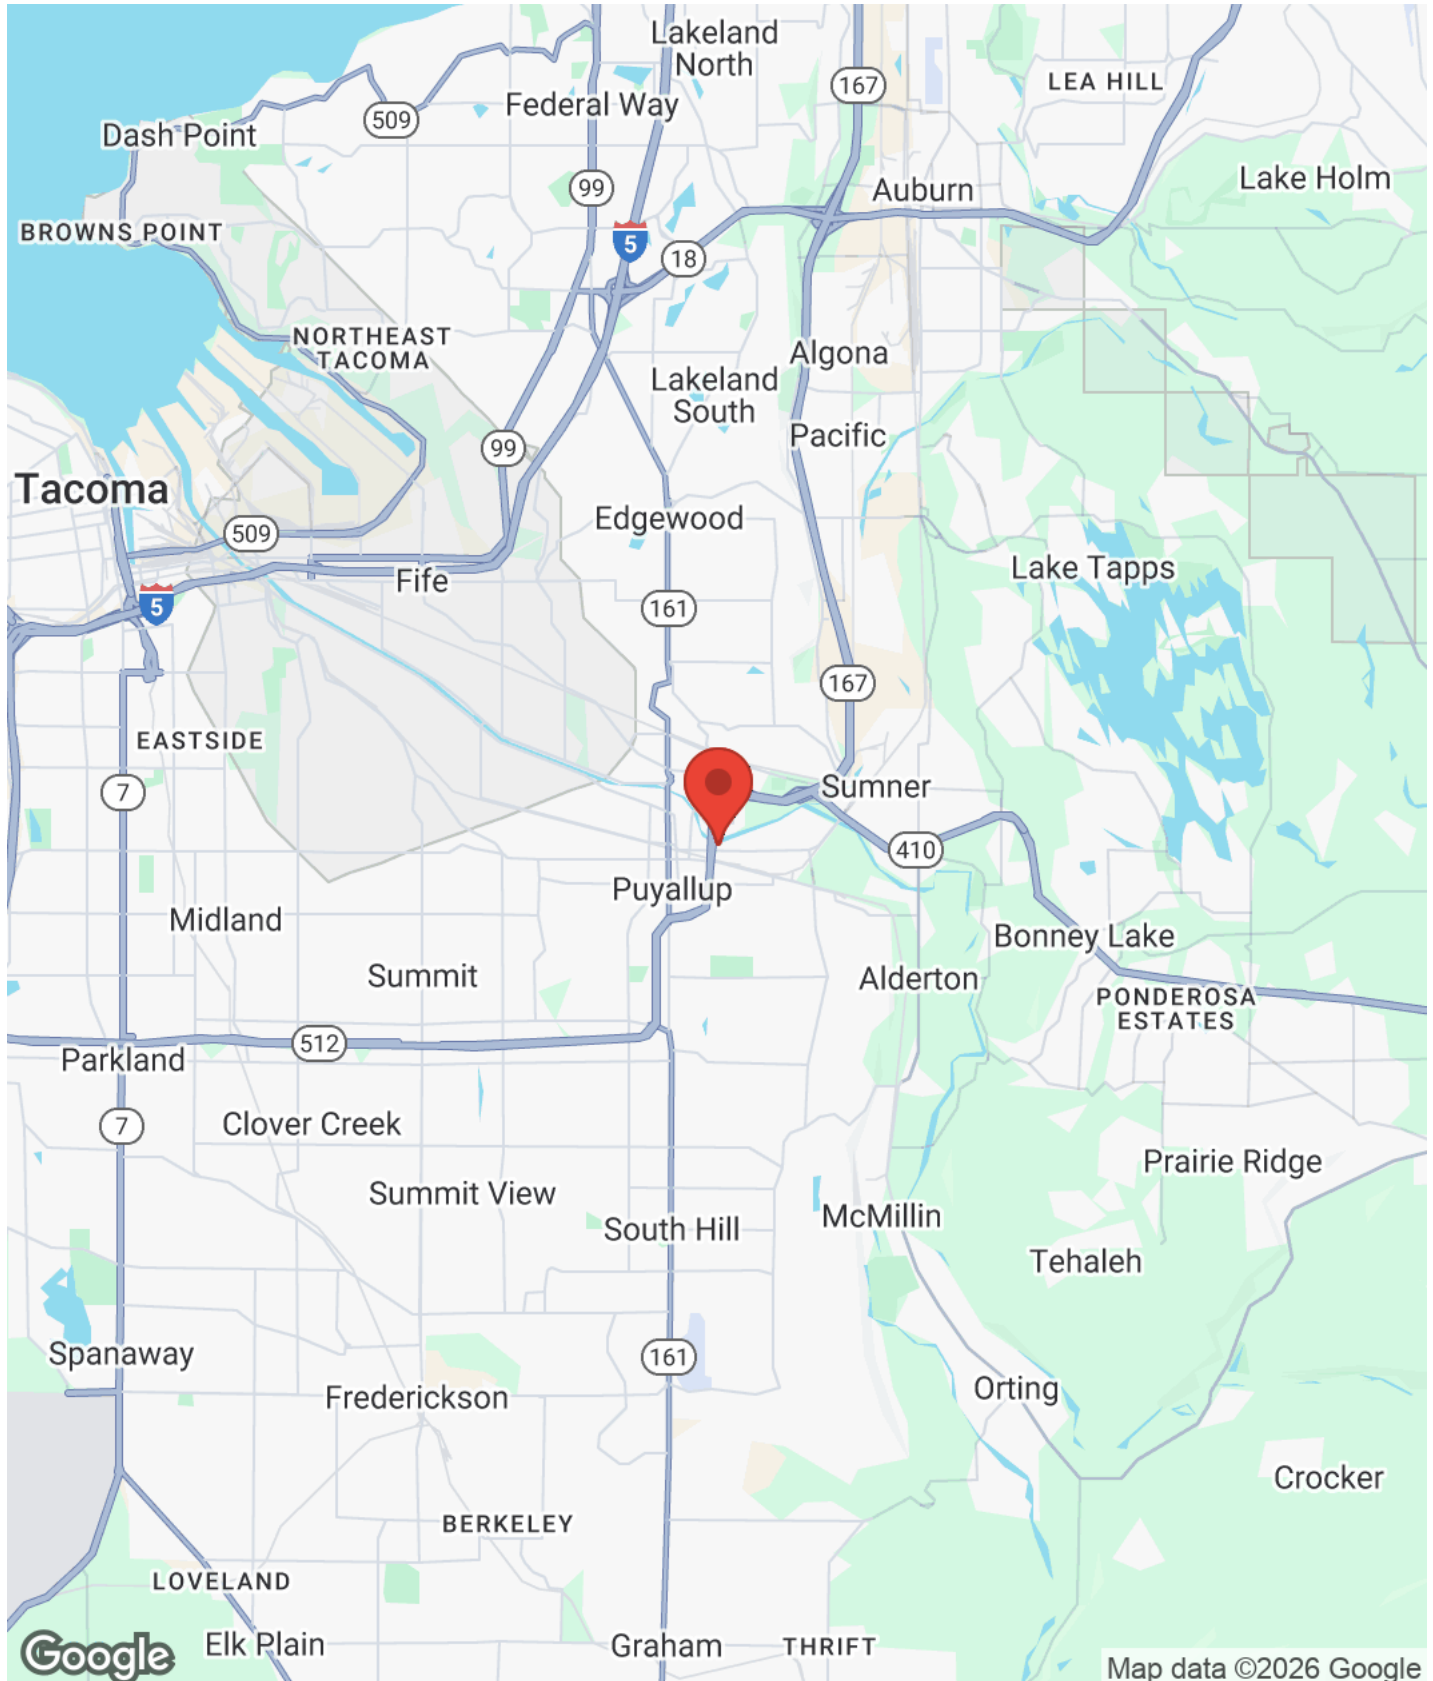 Lakeland
North
167
LEA HILL
Federal Way
509
Dash Point
Lake Holm
99
Auburn
BROWNS POINT
5
18
NORTHEAST
TACOMA
Algona
Lakeland
South
Pacific
99
Tacoma
Edgewood
509
Lake Tapps
Fife
5
161
167
EASTSIDE
Sumner
7
410
Puyallup
Midland
Bonney Lake
Summit
Alderton
PONDEROSA
ESTATES
512
Parkland
Clover Creek
7
Prairie Ridge
Summit View
McMillin
South Hill
Tehaleh
Spanaway
161
Orting
Frederickson
Crocker
BERKELEY
LOVELAND
Elk Plain
Graham
THRIFT
Google
Map data ©2026 Google